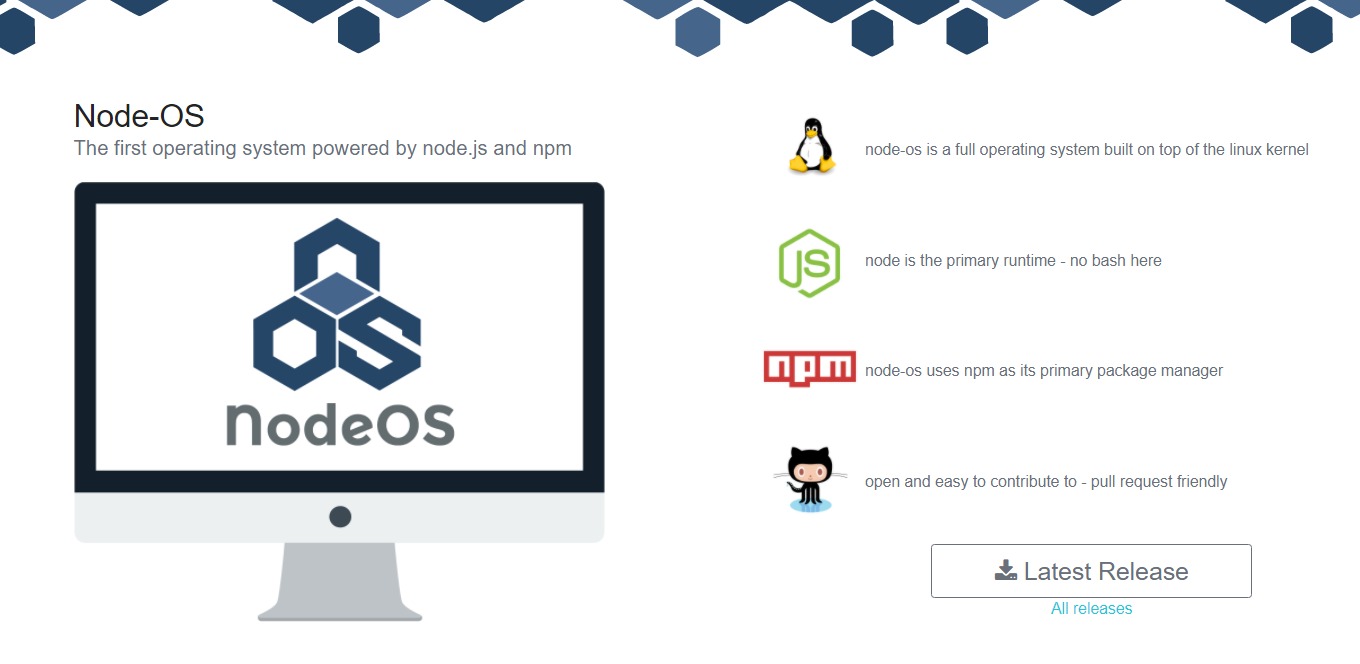 Node-OS
The first operating system powered by node.js and npm
OS
nodeOS
node-os is a full operating system built on top of the linux kernel
JS
node is the primary runtime - no bash here
npm
node-os uses npm as its primary package manager
open and easy to contribute to - pull request friendly
Latest Release
All releases